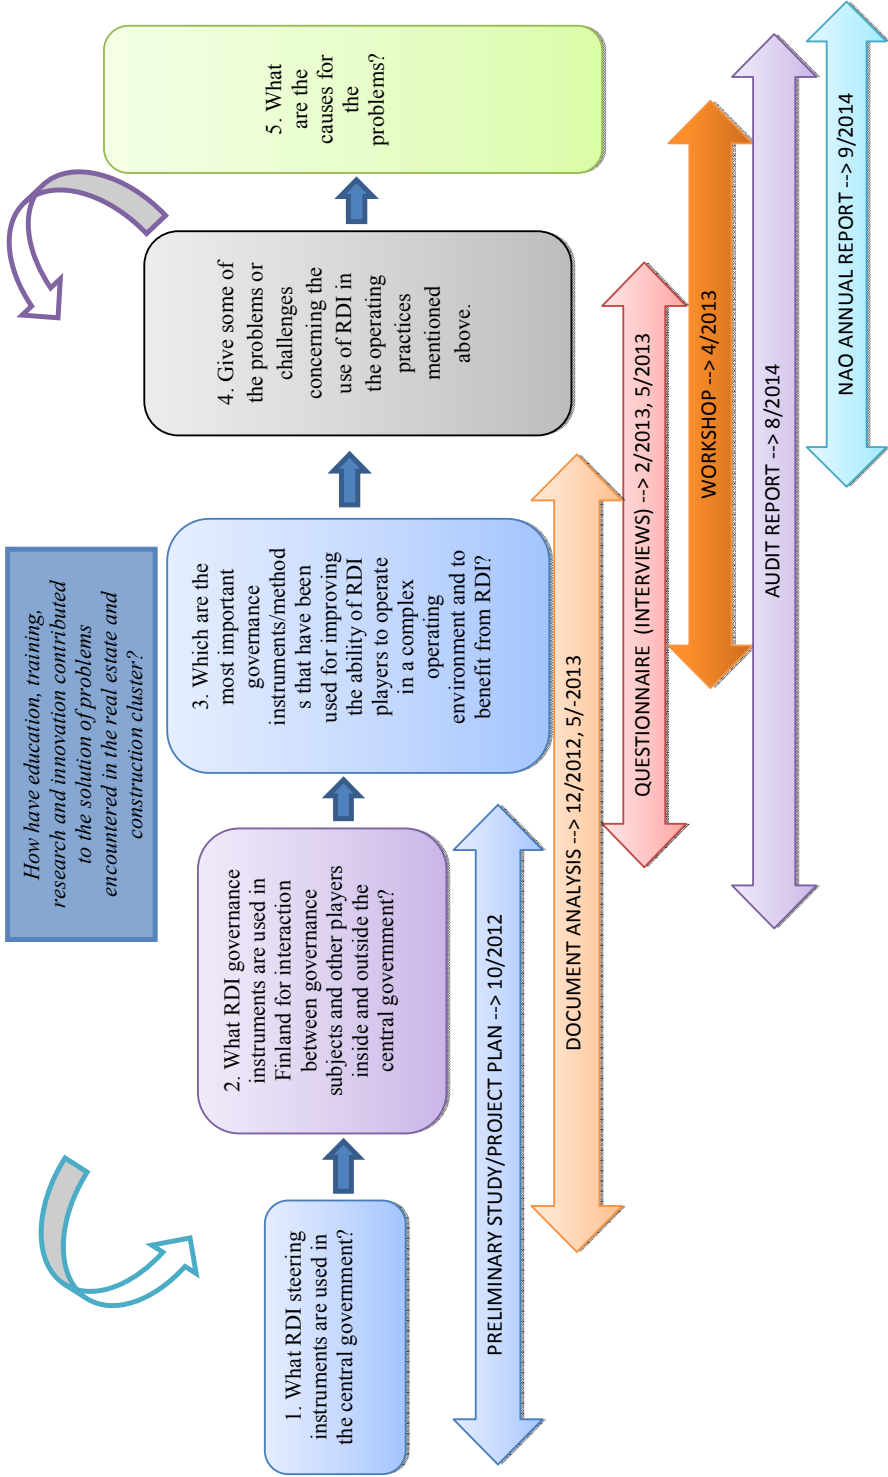 How have education, training,
research and innovation contributed
to the solution of problems
encountered in the real estate and
construction cluster?
1. What RDI steering
instruments are used in
the central government?
2. What RDI governance
instruments are used in
Finland for interaction
between governance
subjects and other players
inside and outside the
central government?
3. Which are the
most important
governance
instruments/method
s that have been
used for improving
the ability of RDI
players to operate
in a complex
operating
environment and to
benefit from RDI?
4. Give some of
the problems or
challenges
concerning the
use of RDI in
the operating
practices
mentioned
above.
5. What
are the
causes for
the
problems?
PRELIMINARY STUDY/PROJECT PLAN --> 10/2012
DOCUMENT ANALYSIS --> 12/2012, 5/-2013
QUESTIONNAIRE (INTERVIEWS) --> 2/2013, 5/2013
WORKSHOP --> 4/2013
AUDIT REPORT --> 8/2014
NAO ANNUAL REPORT --> 9/2014